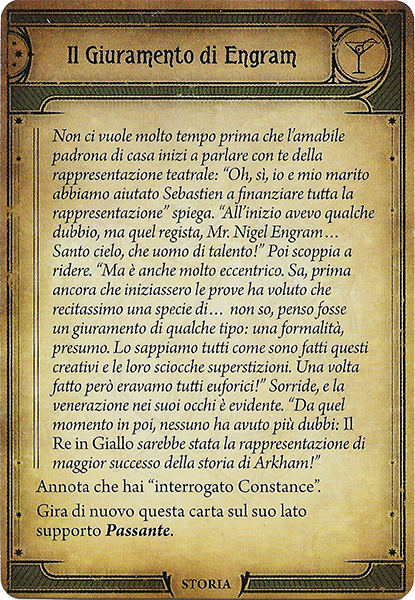 Il Giuramento di Engram
Non ci vuole molto tempo prima che l'amabile
padrona di casa inizi a parlare con te della
rappresentazione teatrale: “Oh, sì, io e mio marito
abbiamo aiutato Sebastien a finanziare tutta la
rappresentazione” spiega. “All'inizio avevo qualche
dubbio, ma quel regista, Mr. Nigel Engram…
Santo cielo, che uomo di talento!” Poi scoppia a
ridere. “Ma è anche molto eccentrico. Sa, prima
ancora che iniziassero le prove ha voluto che
recitassimo una specie di… non so, penso fosse
un giuramento di qualche tipo: una formalità,
presumo. Lo sappiamo tutti come sono fatti questi
creativi e le loro sciocche superstizioni. Una volta
fatto però eravamo tutti euforici!” Sorride, e la
venerazione nei suoi occhi è evidente. “Da quel
momento in poi, nessuno ha avuto più dubbi: Il
Re in Giallo sarebbe stata la rappresentazione di
maggior successo della storia di Arkham!”
Annota che hai “interrogato Constance”.
Gira di nuovo questa carta sul suo lato
supporto Passante.
STORIA